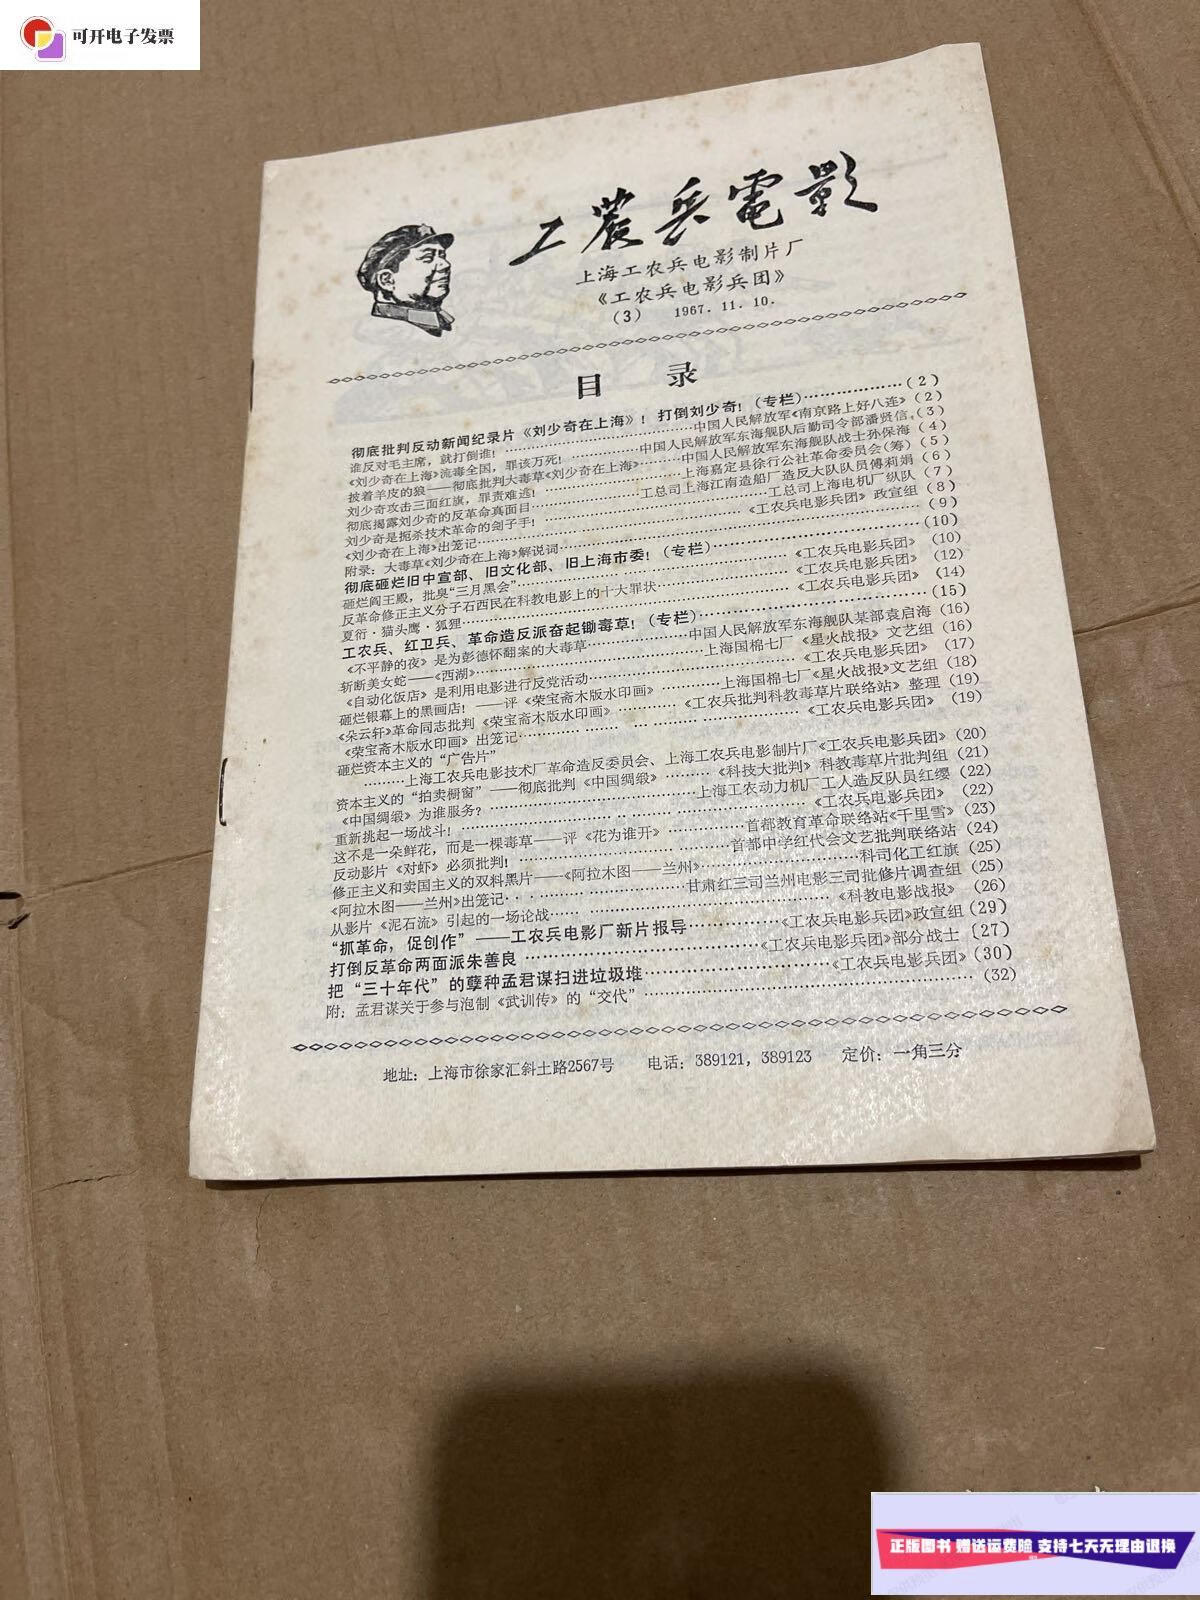 可开电子发票
工農兵電影
上海工农兵电影制片厂
《工农兵电影兵团》
(3) 1967. 11. 10.
目 录
彻底批判反动新闻纪录片《刘少奇在上海》！打倒刘少奇！(专栏)……………(2)
谁反对毛主席，就打倒谁！……………中国人民解放军《南京路上好八连》(2)
《刘少奇在上海》流毒全国，罪该万死！……………中国人民解放军东海舰队后勤司令部潘贤信(3)
披着羊皮的狼——彻底批判大毒草《刘少奇在上海》………中国人民解放军东海舰队战士孙保海(4)
刘少奇攻击三面红旗，罪责难逃！……………上海嘉定县徐行公社革命委员会(筹)(5)
彻底揭露刘少奇的反革命真面目……………工总司上海江南造船厂造反大队队员傅莉娟(6)
刘少奇是扼杀技术革命的刽子手！……………工总司上海电机厂纵队(7)
《刘少奇在上海》出笼记……………《工农兵电影兵团》政宣组(8)
附录：大毒草《刘少奇在上海》解说词……………(9)
彻底砸烂旧中宣部、旧文化部、旧上海市委！(专栏)……………(10)
砸烂阎王殿，批臭“三月黑会”……………《工农兵电影兵团》(10)
反革命修正主义分子石西民在科教电影上的十大罪状……………《工农兵电影兵团》(12)
夏衍·猫头鹰·狐狸……………《工农兵电影兵团》(14)
工农兵、红卫兵、革命造反派奋起锄毒草！(专栏)……………(15)
《不平静的夜》是为彭德怀翻案的大毒草……………中国人民解放军东海舰队某部袁启海(16)
斩断美女蛇——《西湖》……………上海国棉七厂《星火战报》文艺组(16)
《自动化饭店》是利用电影进行反党活动……………《工农兵电影兵团》(17)
砸烂银幕上的黑画店！——评《荣宝斋木版水印画》…………上海国棉七厂《星火战报》文艺组(18)
《朵云轩》革命同志批判《荣宝斋木版水印画》…………《工农兵批判科教毒草片联络站》整理(19)
《荣宝斋木版水印画》出笼记……………《工农兵电影兵团》(19)
砸烂资本主义的“广告片”
………上海工农兵电影技术厂革命造反委员会、上海工农兵电影制片厂《工农兵电影兵团》(20)
资本主义的“拍卖橱窗”——彻底批判《中国绸缎》………《科技大批判》科教毒草片批判组(21)
《中国绸缎》为谁服务？……………上海工农动力机厂工人造反队员红缨(22)
重新挑起一场战斗！……………《工农兵电影兵团》(22)
这不是一朵鲜花，而是一棵毒草——评《花为谁开》…………首都教育革命联络站《千里雪》(23)
反动影片《对虾》必须批判！……………首都中学红代会文艺批判联络站(24)
修正主义和卖国主义的双料黑片——《阿拉木图——兰州》……………科司化工红旗(25)
《阿拉木图——兰州》出笼记……………甘肃红三司兰州电影三司批修片调查组(25)
从影片《泥石流》引起的一场论战……………《科教电影战报》(26)
“抓革命，促创作”——工农兵电影厂新片报导…………《工农兵电影兵团》政宣组(29)
打倒反革命两面派朱善良……………《工农兵电影兵团》部分战士(27)
把“三十年代”的孽种孟君谋扫进垃圾堆……………《工农兵电影兵团》(30)
附：孟君谋关于参与泡制《武训传》的“交代”……………(32)
地址：上海市徐家汇斜土路2567号 电话：389121，389123 定价：一角三分
正版图书 赠送运费险 支持七天无理由退换